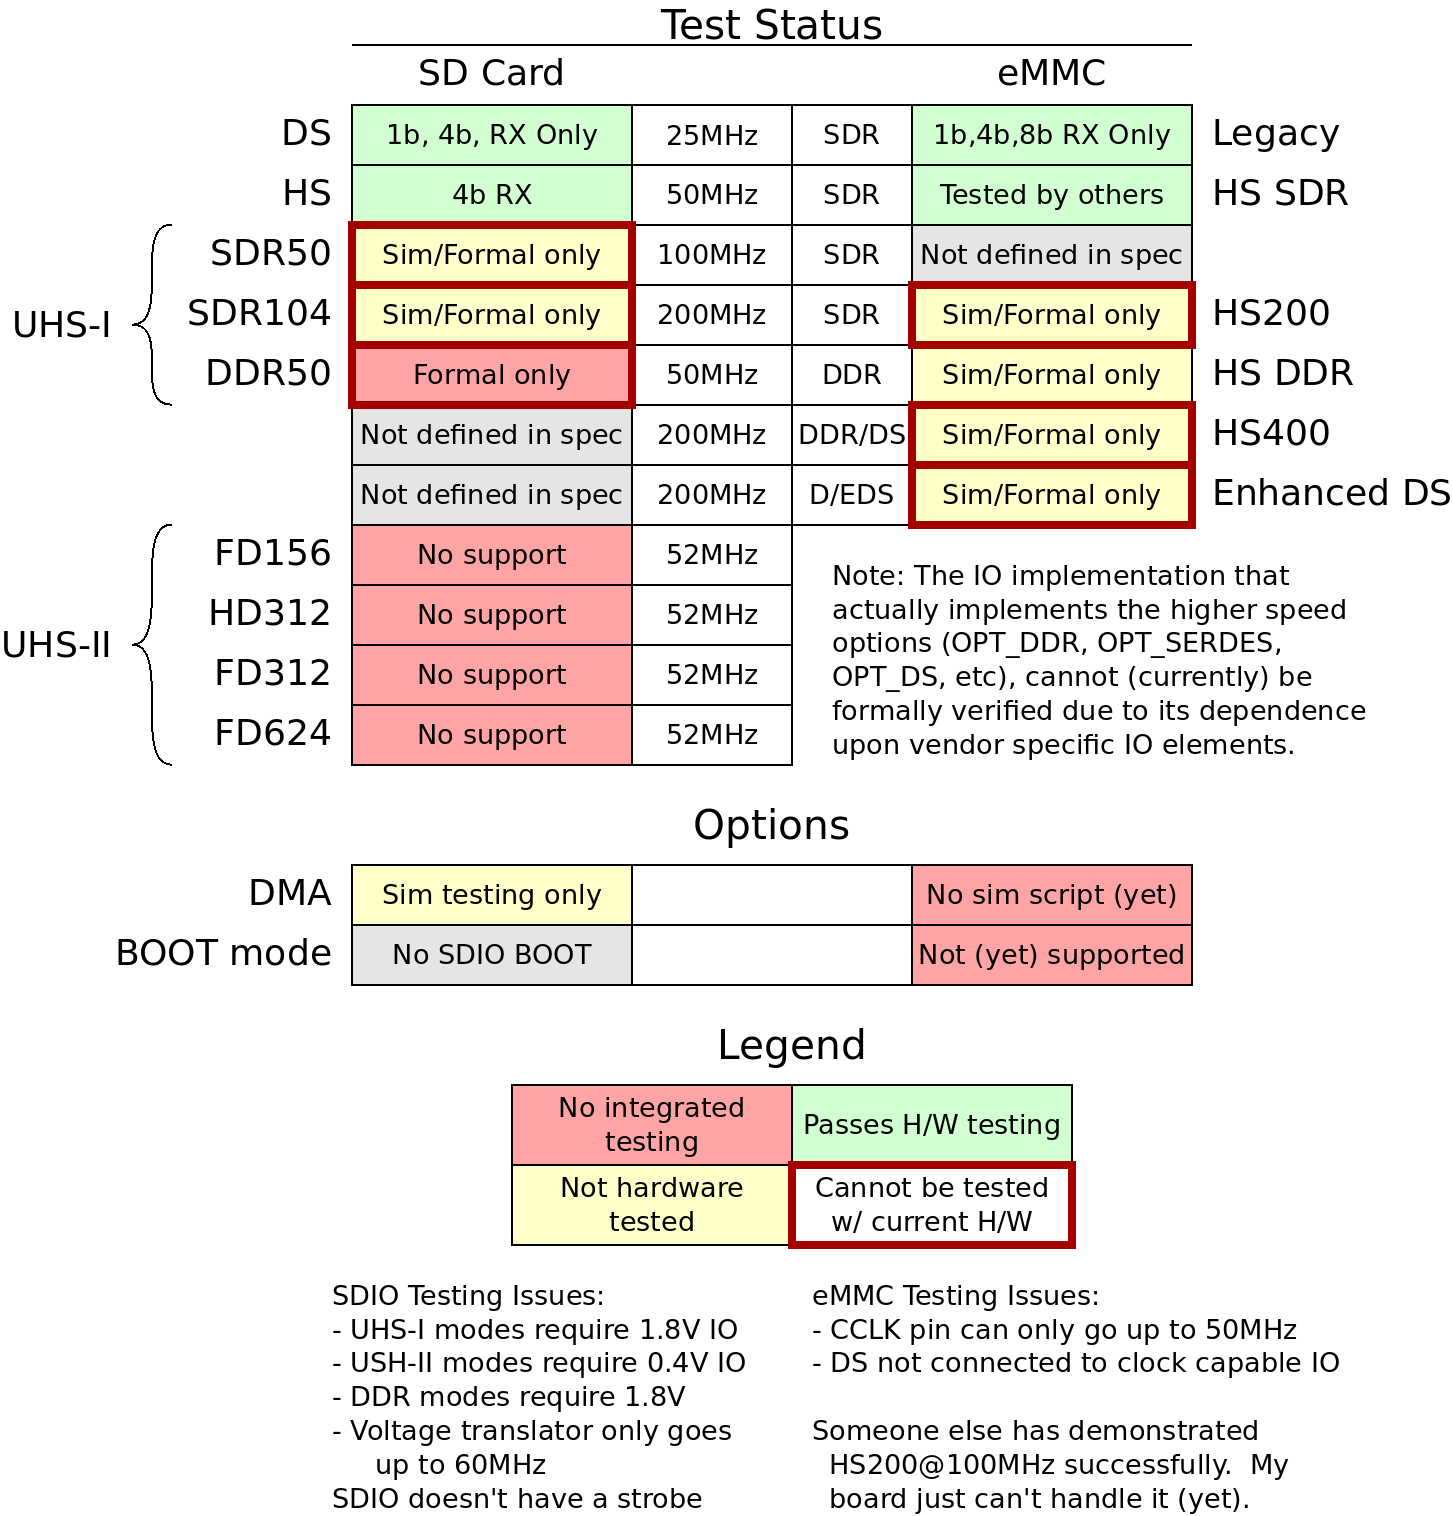 Test Status
SD Card eMMC
DS 1b, 4b, RX Only 25MHz SDR 1b,4b,8b RX Only Legacy
HS 4b RX 50MHz SDR Tested by others HS SDR
UHS-I
SDR50 Sim/Formal only 100MHz SDR Not defined in spec
SDR104 Sim/Formal only 200MHz SDR Sim/Formal only HS200
DDR50 Formal only 50MHz DDR Sim/Formal only HS DDR
Not defined in spec 200MHz DDR/DS Sim/Formal only HS400
Not defined in spec 200MHz D/EDS Sim/Formal only Enhanced DS
UHS-II
FD156 No support 52MHz
HD312 No support 52MHz
FD312 No support 52MHz
FD624 No support 52MHz
Note: The IO implementation that
actually implements the higher speed
options (OPT_DDR, OPT_SERDES,
OPT_DS, etc), cannot (currently) be
formally verified due to its dependence
upon vendor specific IO elements.
Options
DMA Sim testing only No sim script (yet)
BOOT mode No SDIO BOOT Not (yet) supported
Legend
No integrated
testing
Passes H/W testing
Not hardware
tested
Cannot be tested
w/ current H/W
SDIO Testing Issues:
- UHS-I modes require 1.8V IO
- USH-II modes require 0.4V IO
- DDR modes require 1.8V
- Voltage translator only goes
up to 60MHz
SDIO doesn't have a strobe
eMMC Testing Issues:
- CCLK pin can only go up to 50MHz
- DS not connected to clock capable IO
Someone else has demonstrated
HS200@100MHz successfully. My
board just can't handle it (yet).